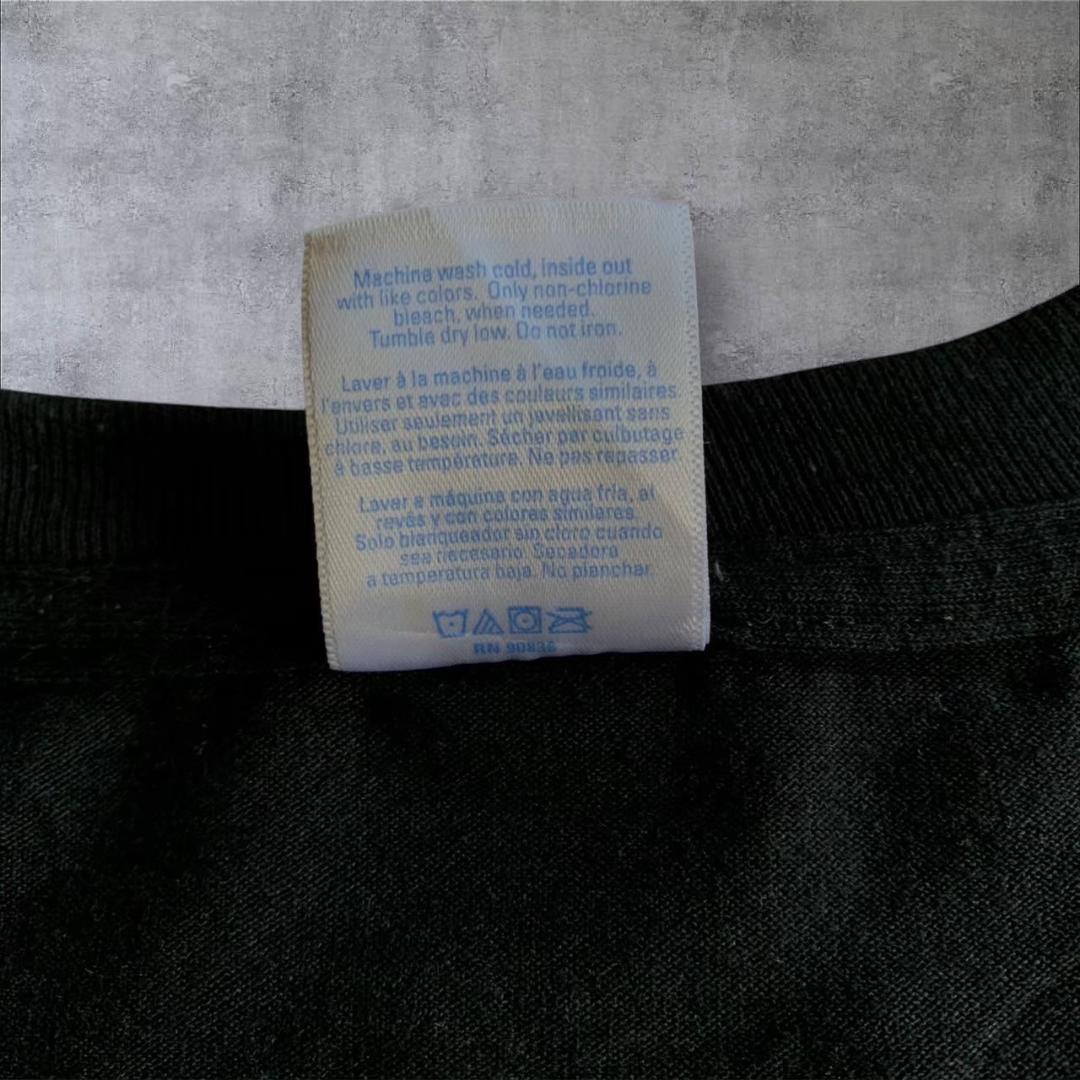 Machine wash cold, inside out
with like colors. Only non-chlorine
bleach, when needed.
Tumble dry low. Do not iron.
Laver à la machine à l'eau froide, à
l'envers et avec des couleurs similaires.
Utiliser seulement un javellisant sans
chlore, au besoin. Sécher par culbutage
à basse température. Ne pas repasser.
Lavar a máquina con agua fría, al
revés y con colores similares.
Solo blanqueador sin cloro cuando
sea necesario. Secadora
a temperatura baja. No planchar.
RN 90836